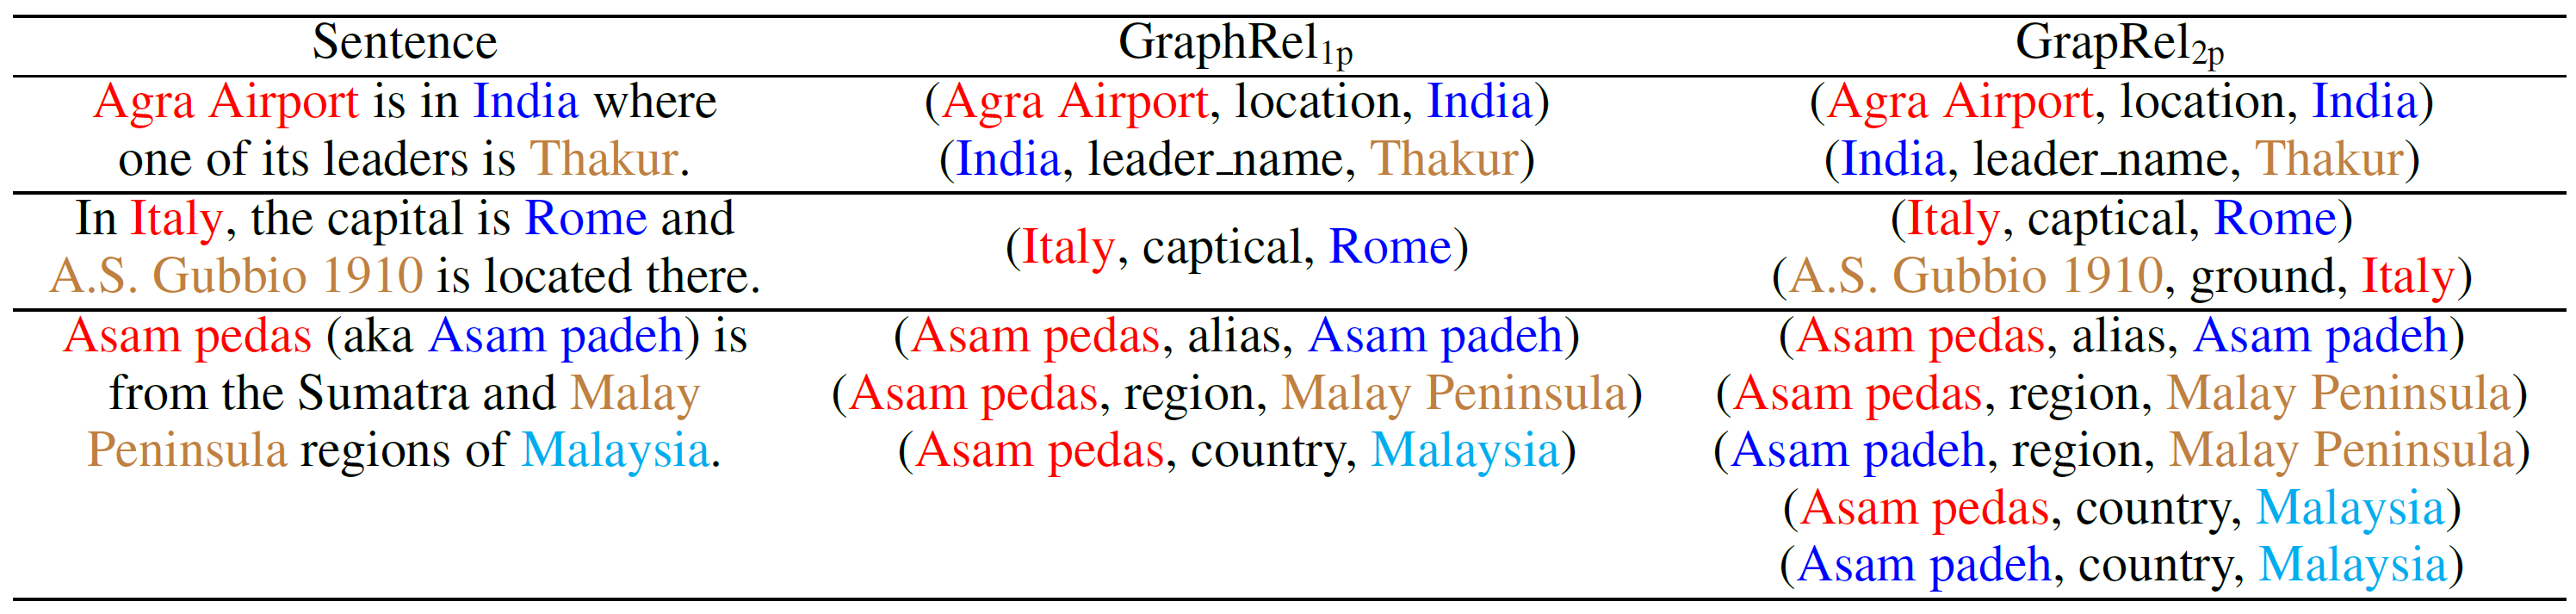 Sentence GraphRel1p GrapRel2p
Agra Airport is in India where (Agra Airport, location, India) (Agra Airport, location, India)
one of its leaders is Thakur. (India, leader_name, Thakur) (India, leader_name, Thakur)
In Italy, the capital is Rome and
A.S. Gubbio 1910 is located there.
(Italy, captical, Rome)
(Italy, captical, Rome)
(A.S. Gubbio 1910, ground, Italy)
Asam pedas (aka Asam padeh) is (Asam pedas, alias, Asam padeh) (Asam pedas, alias, Asam padeh)
from the Sumatra and Malay (Asam pedas, region, Malay Peninsula) (Asam pedas, region, Malay Peninsula)
Peninsula regions of Malaysia. (Asam pedas, country, Malaysia) (Asam padeh, region, Malay Peninsula)
(Asam pedas, country, Malaysia)
(Asam padeh, country, Malaysia)